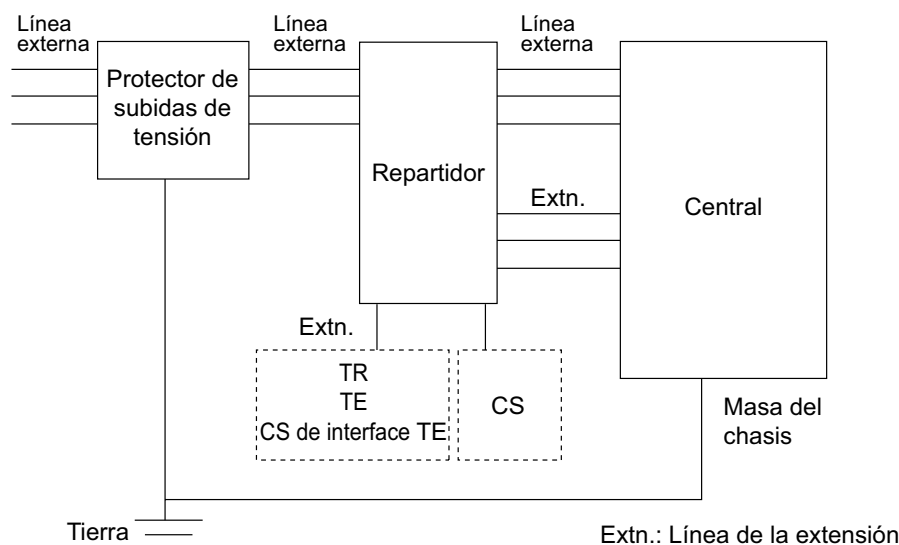 Línea
externa
Línea
externa
Línea
externa
Protector de
subidas de
tensión
Repartidor
Central
Extn.
Extn.
TR
TE
CS de interface TE
CS
Masa del
chasis
Tierra
Extn.: Línea de la extensión